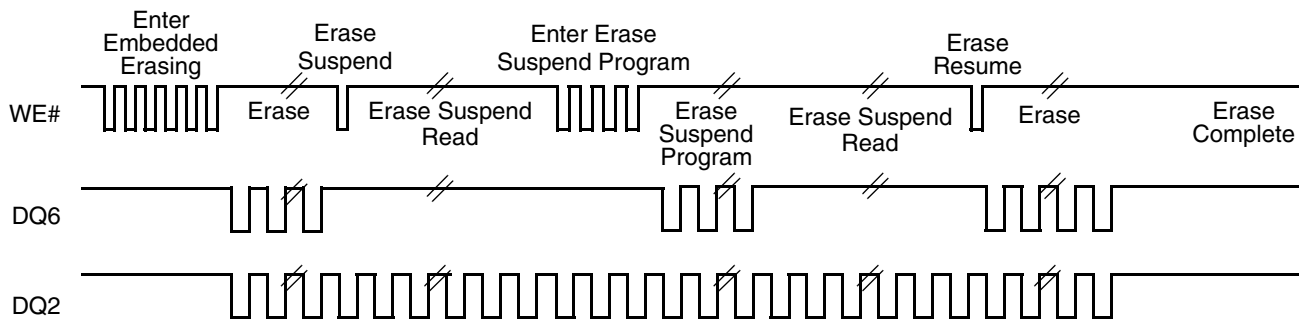 Enter
Embedded
Erasing
Erase
Suspend
Enter Erase
Suspend Program
Erase
Resume
WE#
Erase
Erase Suspend
Read
Erase
Suspend
Program
Erase Suspend
Read
Erase
Erase
Complete
DQ6
DQ2